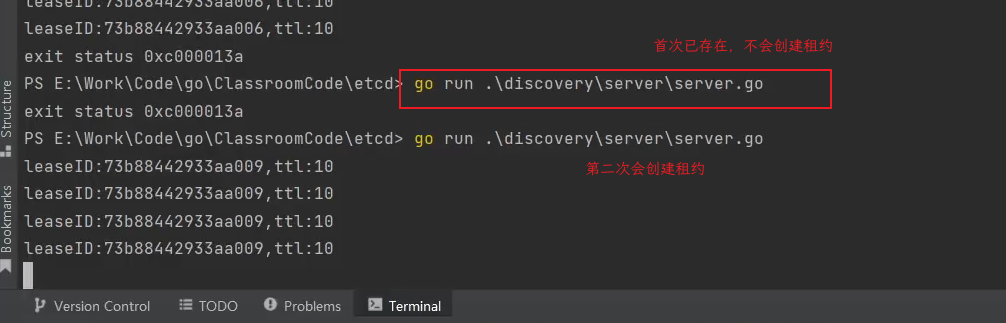 leaseID:73b88442933aa006,ttl:10
leaseID:73b88442933aa006,ttl:10
exit status 0xc000013a
首次已存在，不会创建租约
PS E:\Work\Code\go\ClassroomCode\etcd> go run .\discovery\server\server.go
exit status 0xc000013a
PS E:\Work\Code\go\ClassroomCode\etcd> go run .\discovery\server\server.go
leaseID:73b88442933aa009,ttl:10
第二次会创建租约
leaseID:73b88442933aa009,ttl:10
leaseID:73b88442933aa009,ttl:10
leaseID:73b88442933aa009,ttl:10
Structure
Bookmarks
Version Control
TODO
Problems
Terminal